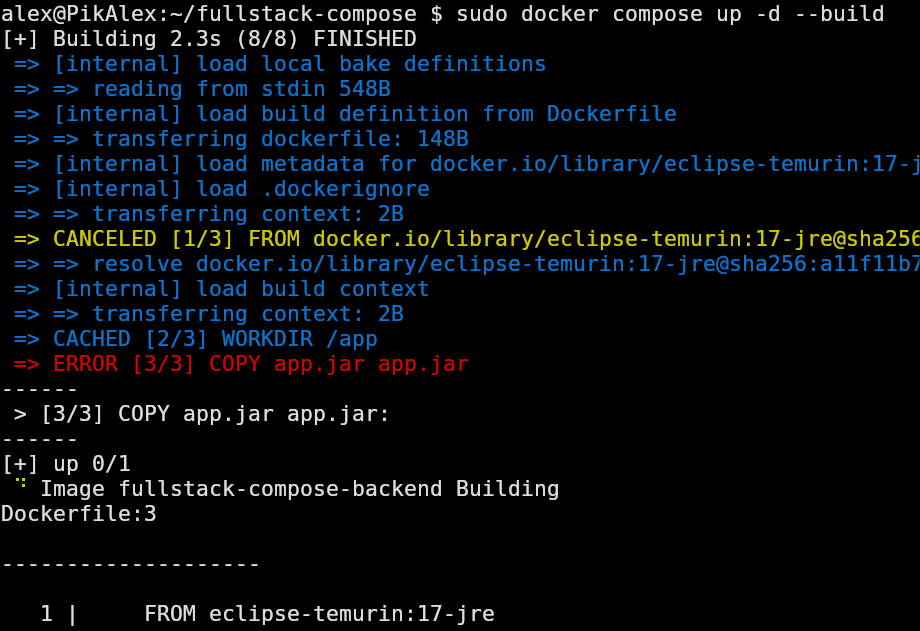 alex@PikAlex:~/fullstack-compose $ sudo docker compose up -d --build
[+] Building 2.3s (8/8) FINISHED
 => [internal] load local bake definitions
 => => reading from stdin 548B
 => [internal] load build definition from Dockerfile
 => => transferring dockerfile: 148B
 => [internal] load metadata for docker.io/library/eclipse-temurin:17-j
 => [internal] load .dockerignore
 => => transferring context: 2B
 => CANCELED [1/3] FROM docker.io/library/eclipse-temurin:17-jre@sha256
 => => resolve docker.io/library/eclipse-temurin:17-jre@sha256:a11f11b7
 => [internal] load build context
 => => transferring context: 2B
 => CACHED [2/3] WORKDIR /app
 => ERROR [3/3] COPY app.jar app.jar
------
 > [3/3] COPY app.jar app.jar:
------
[+] up 0/1
 ⠙ Image fullstack-compose-backend Building
Dockerfile:3
--------------------
   1 |     FROM eclipse-temurin:17-jre